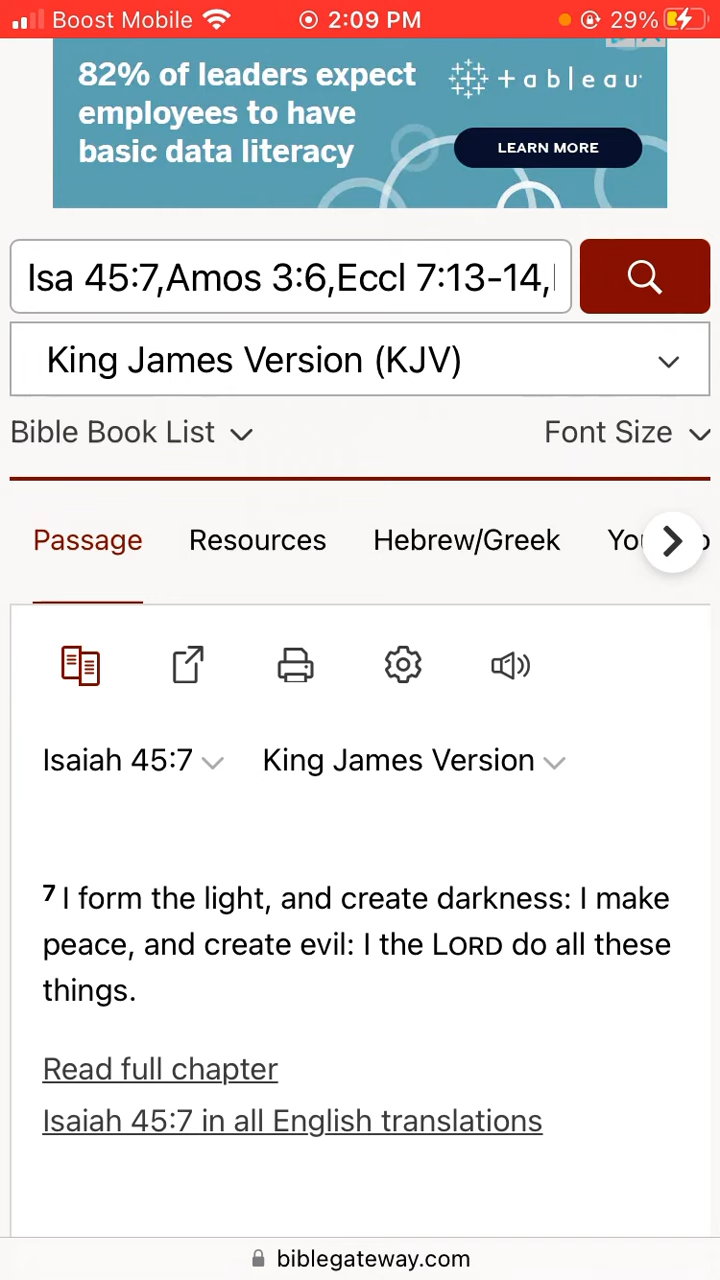 Boost Mobile 2:09 PM 29%
82% of leaders expect
employees to have
basic data literacy
+ableau
LEARN MORE
Isa 45:7,Amos 3:6,Eccl 7:13-14,
King James Version (KJV)
Bible Book List Font Size
Passage Resources Hebrew/Greek
Isaiah 45:7 King James Version
7 I form the light, and create darkness: I make
peace, and create evil: I the LORD do all these
things.
Read full chapter
Isaiah 45:7 in all English translations
biblegateway.com